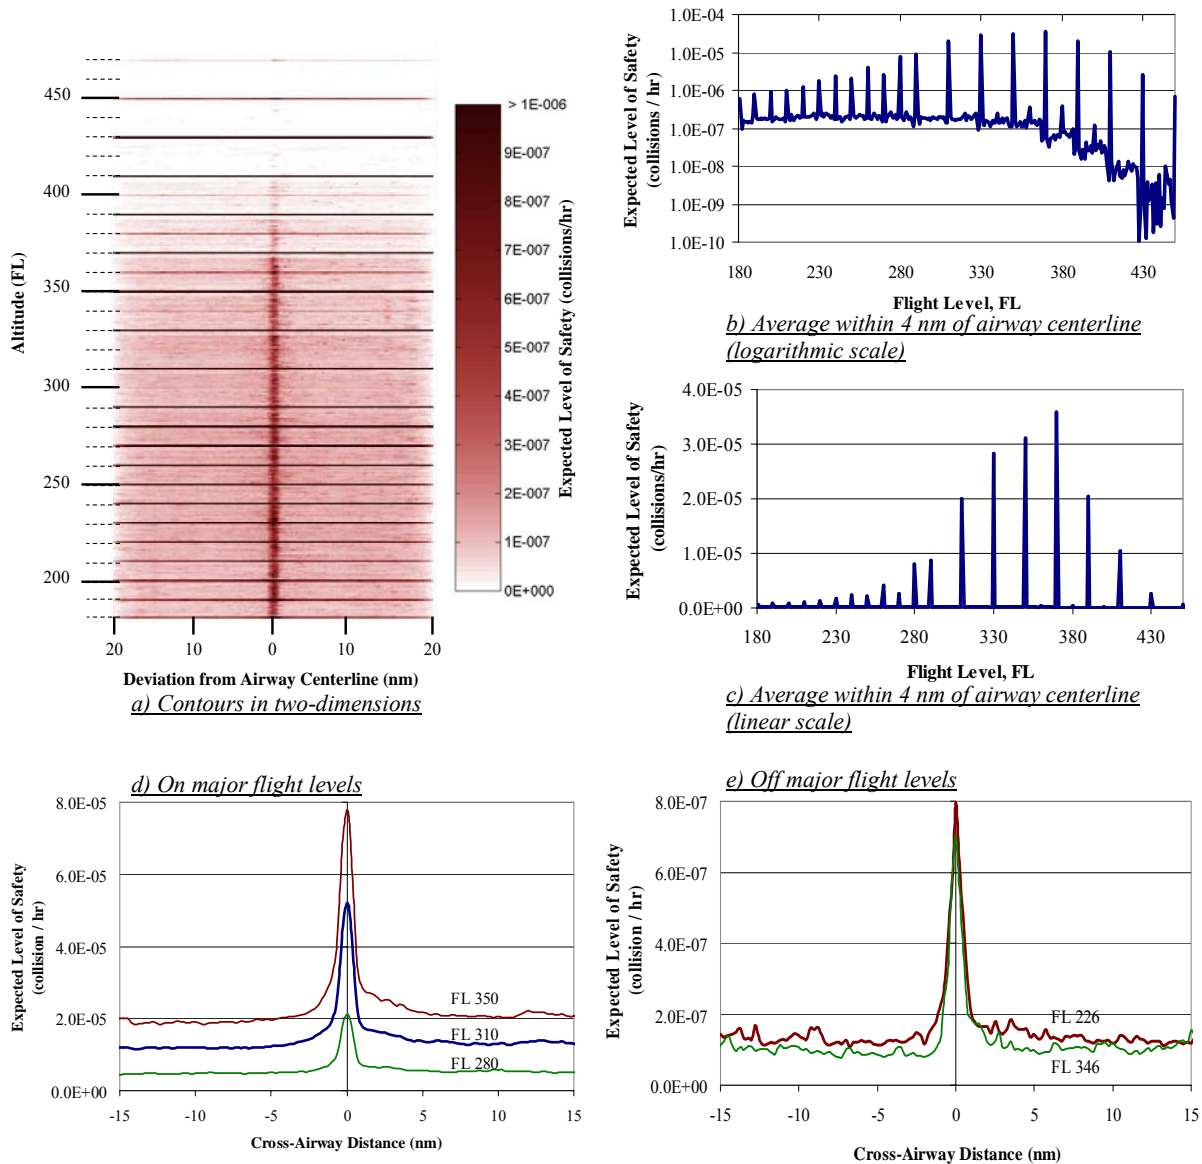 450
400
350
300
250
200
Altitude (FL)
20
10
0
10
20
Deviation from Airway Centerline (nm)
a) Contours in two-dimensions
> 1E-006
9E-007
8E-007
7E-007
6E-007
5E-007
4E-007
3E-007
2E-007
1E-007
0E+000
Expected Level of Safety (collisions/hr)
1.0E-04
1.0E-05
1.0E-06
1.0E-07
1.0E-08
1.0E-09
1.0E-10
Expected Level of Safety
(collisions / hr)
180
230
280
330
380
430
Flight Level, FL
b) Average within 4 nm of airway centerline
(logarithmic scale)
4.0E-05
3.0E-05
2.0E-05
1.0E-05
0.0E+00
Expected Level of Safety
(collisions/hr)
180
230
280
330
380
430
Flight Level, FL
c) Average within 4 nm of airway centerline
(linear scale)
d) On major flight levels
8.0E-05
6.0E-05
4.0E-05
2.0E-05
0.0E+00
Expected Level of Safety
(collision / hr)
FL 350
FL 310
FL 280
-15
-10
-5
0
5
10
15
Cross-Airway Distance (nm)
e) Off major flight levels
8.0E-07
6.0E-07
4.0E-07
2.0E-07
0.0E+00
Expected Level of Safety
(collision / hr)
FL 226
FL 346
-15
-10
-5
0
5
10
15
Cross-Airway Distance (nm)